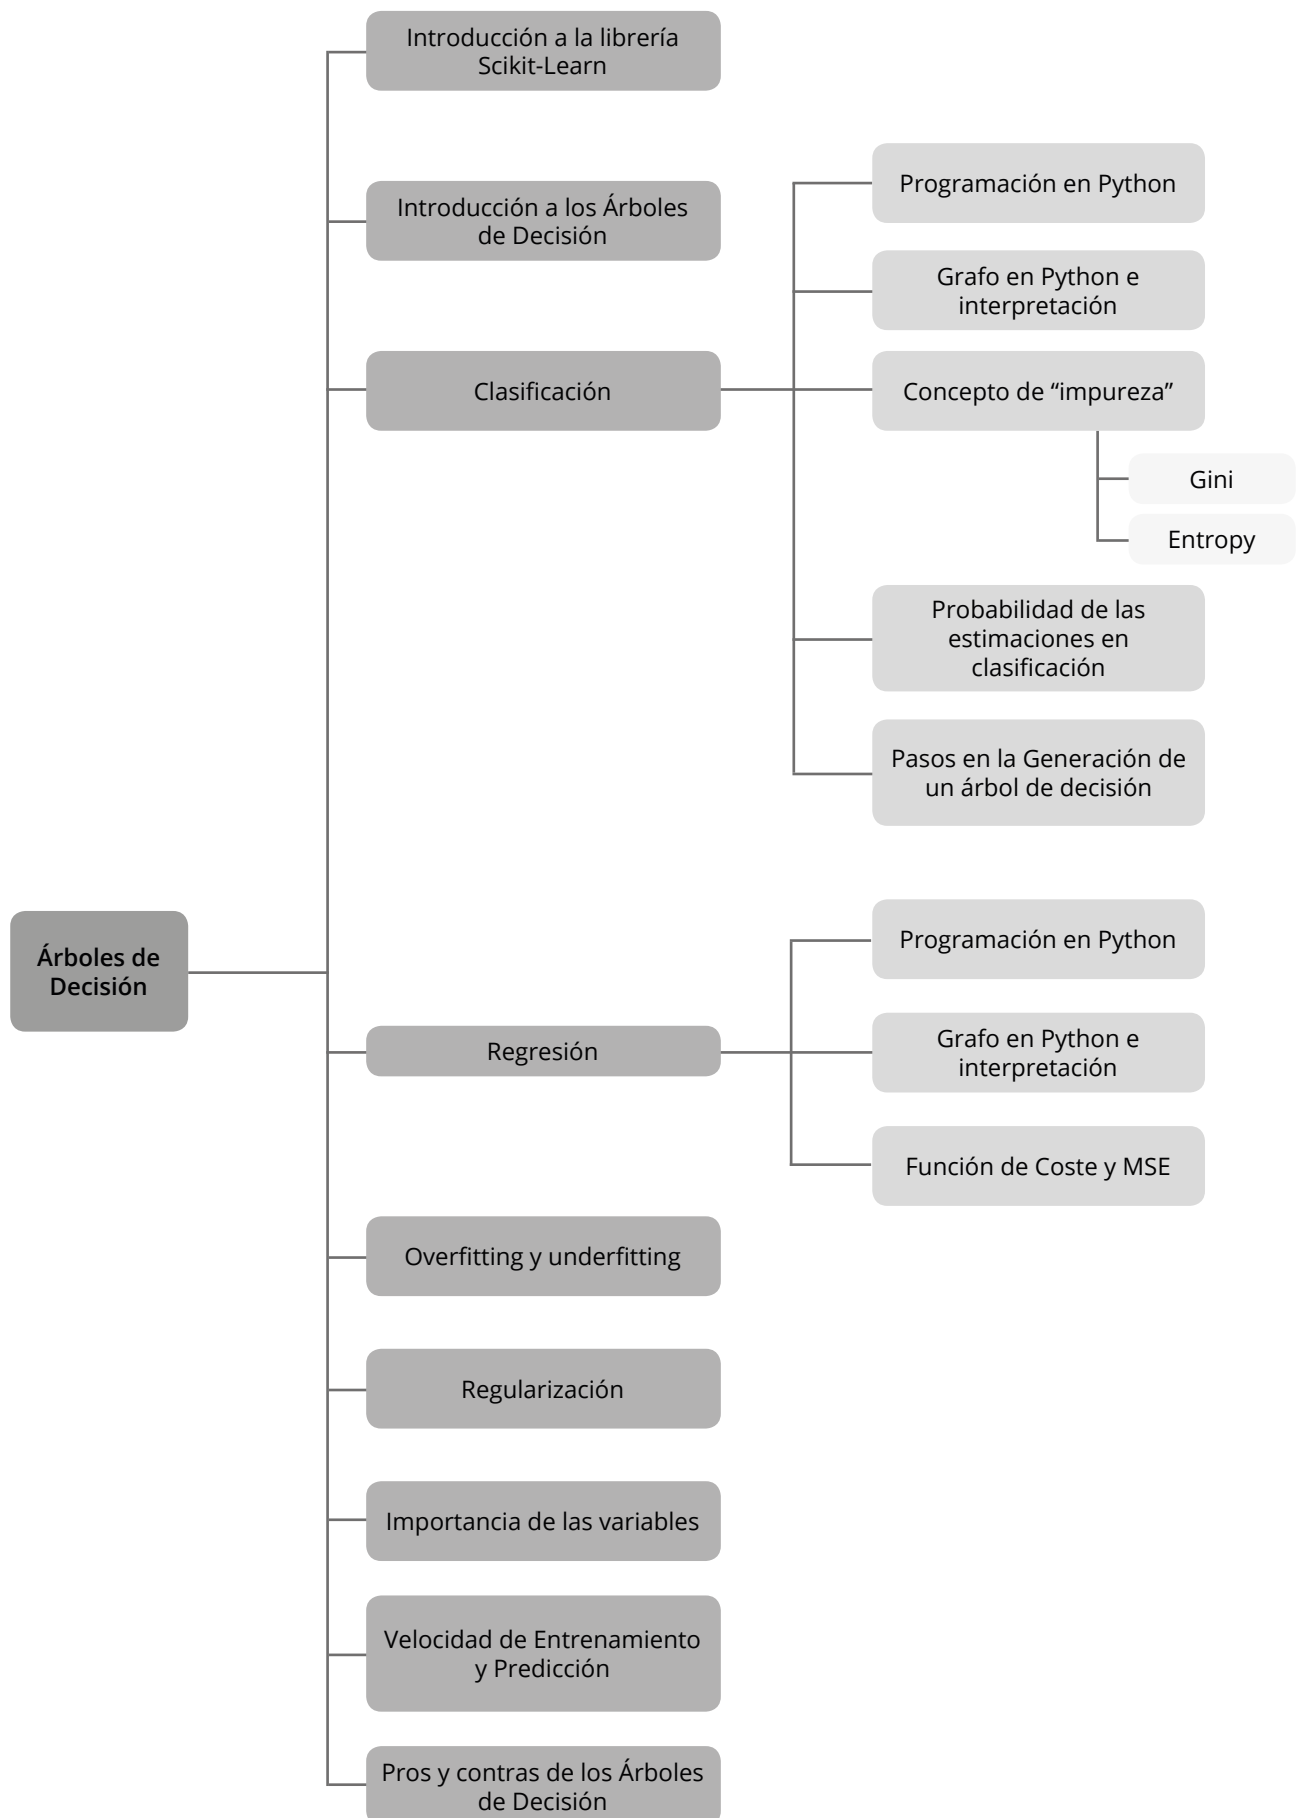 Introducción a la librería
Scikit-Learn
Introducción a los Árboles
de Decisión
Clasificación
Programación en Python
Grafo en Python e
interpretación
Concepto de “impureza”
Gini
Entropy
Probabilidad de las
estimaciones en
clasificación
Pasos en la Generación de
un árbol de decisión
Árboles de
Decisión
Regresión
Programación en Python
Grafo en Python e
interpretación
Función de Coste y MSE
Overfitting y underfitting
Regularización
Importancia de las variables
Velocidad de Entrenamiento
y Predicción
Pros y contras de los Árboles
de Decisión